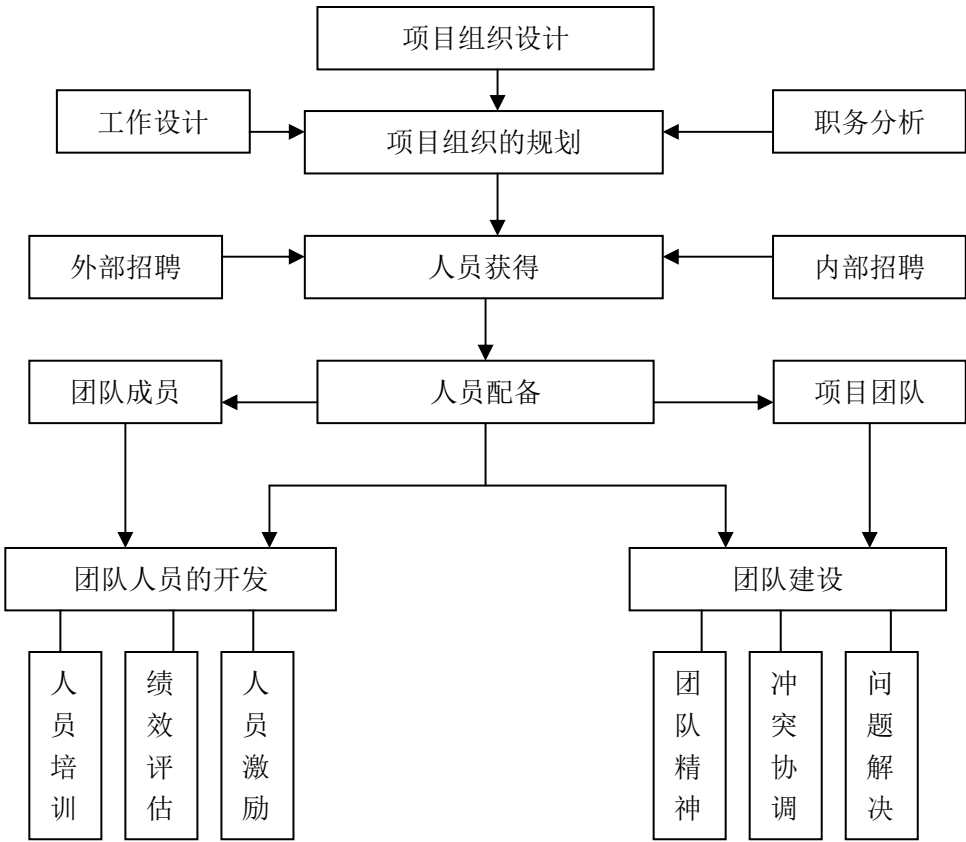 项目组织设计
工作设计
项目组织的规划
职务分析
外部招聘
人员获得
内部招聘
团队成员
人员配备
项目团队
团队人员的开发
团队建设
人员培训
绩效评估
人员激励
团队精神
冲突协调
问题解决